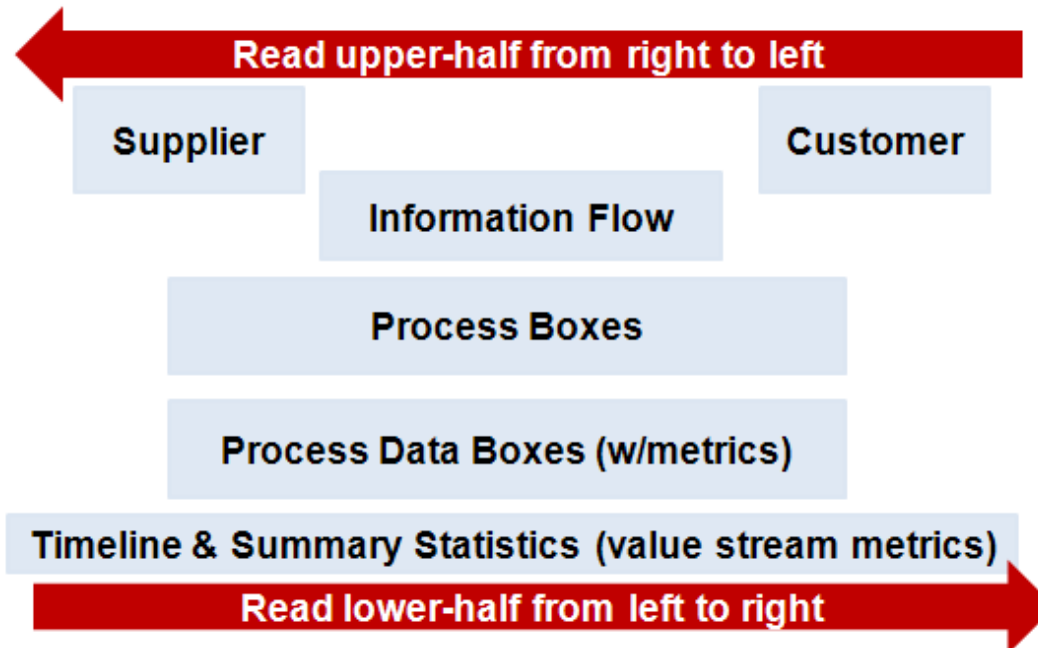 Read upper-half from right to left
Supplier
Customer
Information Flow
Process Boxes
Process Data Boxes (w/metrics)
Timeline & Summary Statistics (value stream metrics)
Read lower-half from left to right